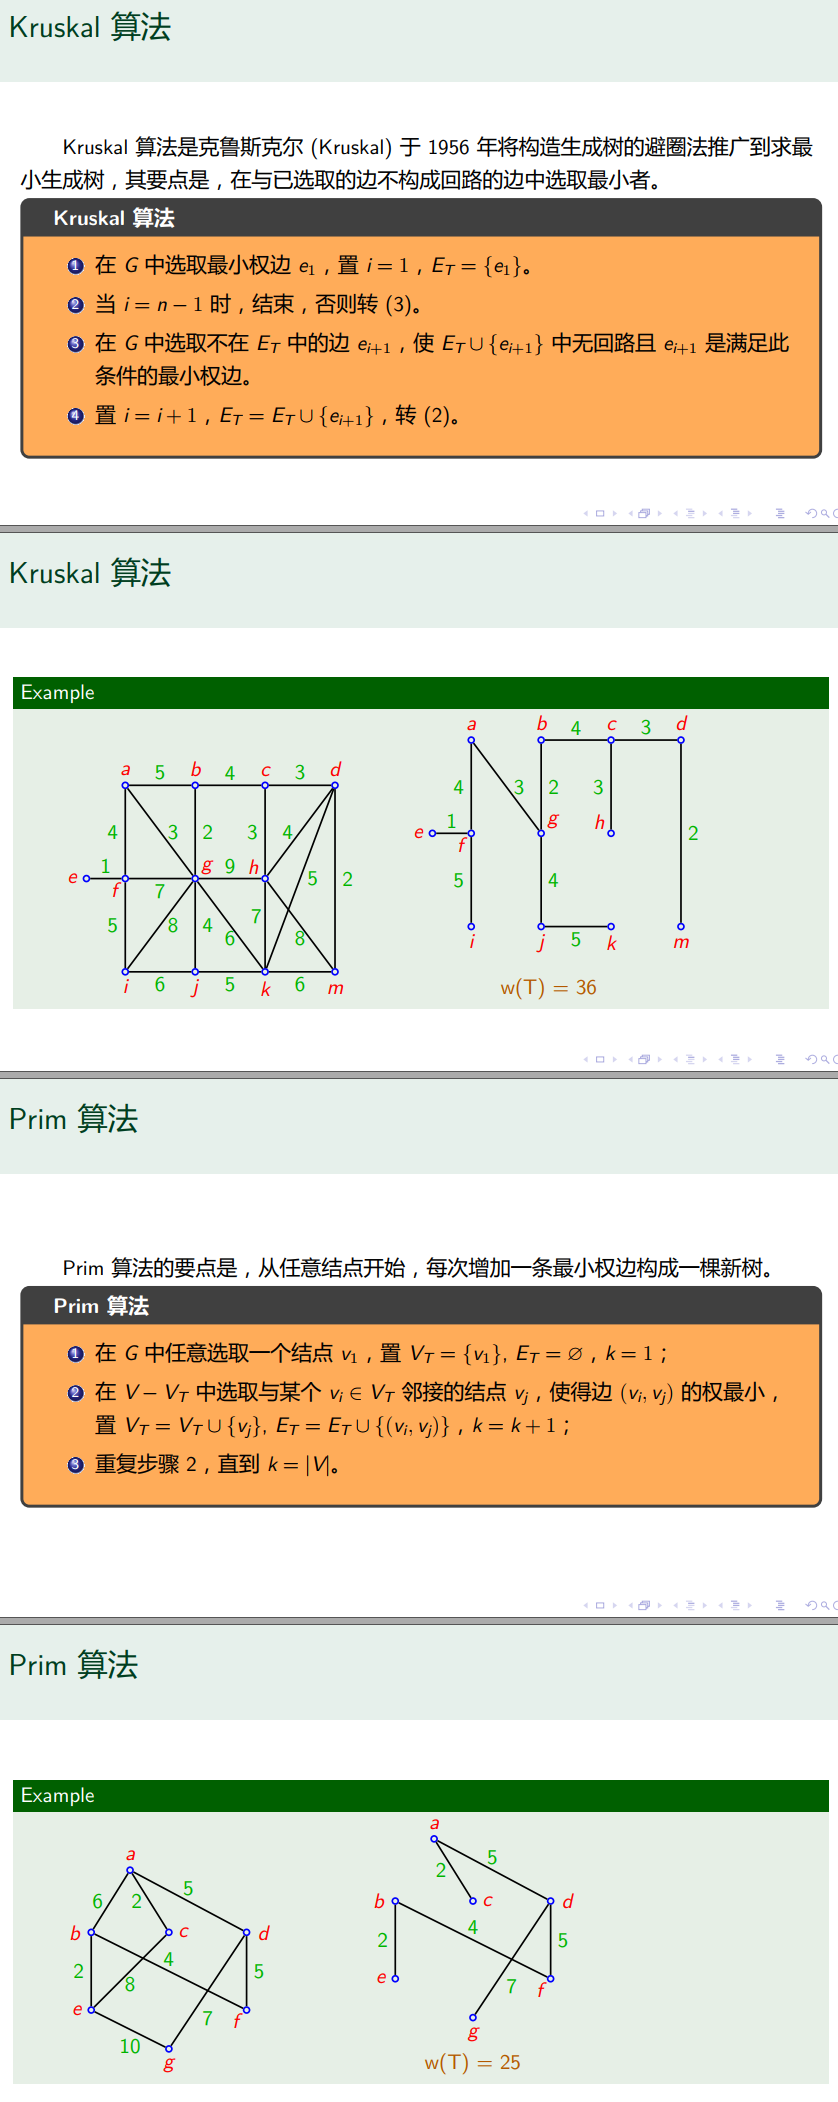 Kruskal 算法
Kruskal 算法是克鲁斯克尔 (Kruskal) 于 1956 年将构造生成树的避圈法推广到求最
小生成树，其要点是，在与已选取的边不构成回路的边中选取最小者。
Kruskal 算法
1 在 G 中选取最小权边 e₁，置 i = 1，E_T = {e₁}。
2 当 i = n − 1 时，结束，否则转 (3)。
3 在 G 中选取不在 E_T 中的边 e_{i+1}，使 E_T ∪ {e_{i+1}} 中无回路且 e_{i+1} 是满足此
条件的最小权边。
4 置 i = i + 1，E_T = E_T ∪ {e_{i+1}}，转 (2)。
Kruskal 算法
Example
a 5 b 4 c 3 d
4 3 2 3 4
e 1 f 7 g 9 h 5 2
5 8 4 6 7 8
i 6 j 5 k 6 m
a b 4 c 3 d
4 3 2 3
e 1 f g h 2
5 4
i j 5 k m
w(T) = 36
Prim 算法
Prim 算法的要点是，从任意结点开始，每次增加一条最小权边构成一棵新树。
Prim 算法
1 在 G 中任意选取一个结点 v₁，置 V_T = {v₁}, E_T = ∅，k = 1；
2 在 V − V_T 中选取与某个 v_i ∈ V_T 邻接的结点 v_j，使得边 (v_i, v_j) 的权最小，
置 V_T = V_T ∪ {v_j}, E_T = E_T ∪ {(v_i, v_j)}，k = k + 1；
3 重复步骤 2，直到 k = |V|。
Prim 算法
Example
a
6 2 5
b c d
2 8 4 5
e 10 7 f
g
a
2 5
b c d
2 4 5
e 7 f
g
w(T) = 25